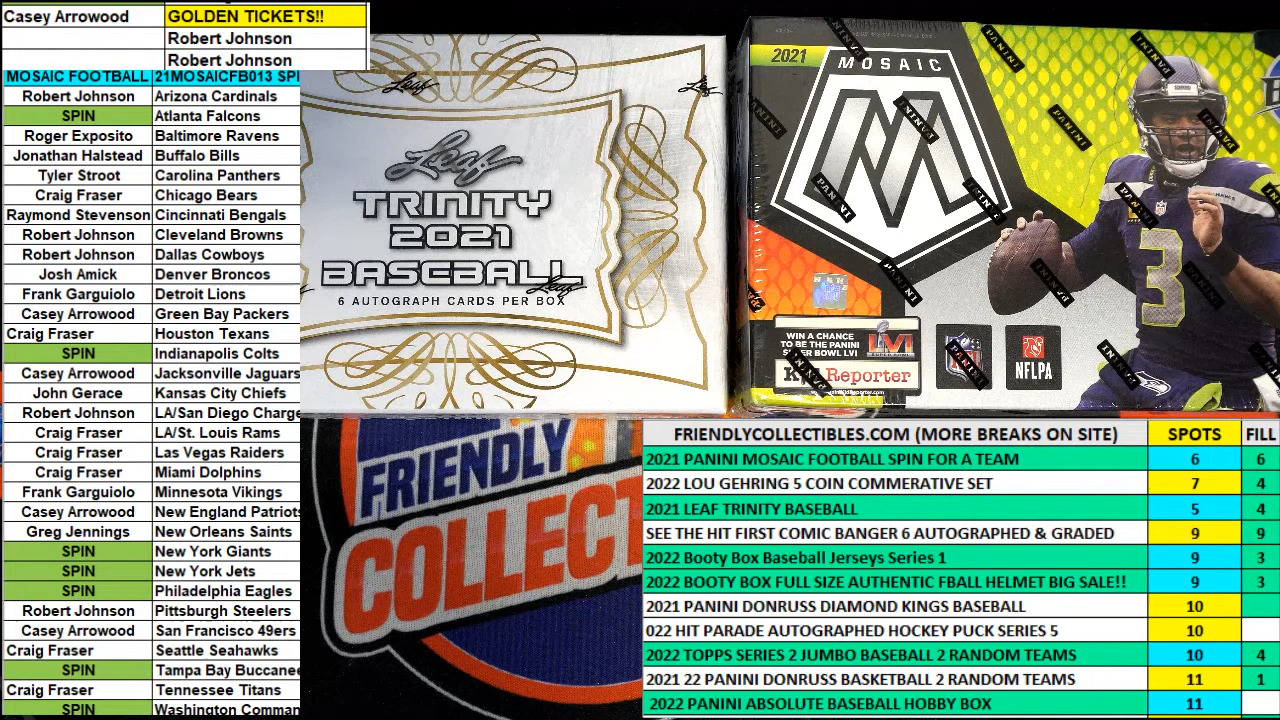 Casey Arrowood GOLDEN TICKETS!!
Robert Johnson
Robert Johnson
MOSAIC FOOTBALL 21MOSAICFB013 SPI
Robert Johnson Arizona Cardinals
SPIN Atlanta Falcons
Roger Exposito Baltimore Ravens
Jonathan Halstead Buffalo Bills
Tyler Stroot Carolina Panthers
Craig Fraser Chicago Bears
Raymond Stevenson Cincinnati Bengals
Robert Johnson Cleveland Browns
Robert Johnson Dallas Cowboys
Josh Amick Denver Broncos
Frank Garguiolo Detroit Lions
Casey Arrowood Green Bay Packers
Craig Fraser Houston Texans
SPIN Indianapolis Colts
Casey Arrowood Jacksonville Jaguars
John Gerace Kansas City Chiefs
Robert Johnson LA/San Diego Charge
Craig Fraser LA/St. Louis Rams
Craig Fraser Las Vegas Raiders
Craig Fraser Miami Dolphins
Frank Garguiolo Minnesota Vikings
Casey Arrowood New England Patriots
Greg Jennings New Orleans Saints
SPIN New York Giants
SPIN New York Jets
SPIN Philadelphia Eagles
Robert Johnson Pittsburgh Steelers
Casey Arrowood San Francisco 49ers
Craig Fraser Seattle Seahawks
SPIN Tampa Bay Buccanee
Craig Fraser Tennessee Titans
SPIN Washington Comman
Leaf
Leaf
Leaf
TRINITY
2021
BASEBALL
Leaf
6 AUTOGRAPH CARDS PER BOX
2021
MOSAIC
M
PANINI
3
WIN A CHANCE
TO BE THE PANINI
SUPER BOWL LVI
Kid Reporter
LVI
NFL
NFLPA
FRIENDLY
COLLECT
FRIENDLYCOLLECTIBLES.COM (MORE BREAKS ON SITE) SPOTS FILL
2021 PANINI MOSAIC FOOTBALL SPIN FOR A TEAM 6 6
2022 LOU GEHRING 5 COIN COMMERATIVE SET 7 4
2021 LEAF TRINITY BASEBALL 5 4
SEE THE HIT FIRST COMIC BANGER 6 AUTOGRAPHED & GRADED 9 9
2022 Booty Box Baseball Jerseys Series 1 9 3
2022 BOOTY BOX FULL SIZE AUTHENTIC FBALL HELMET BIG SALE!! 9 3
2021 PANINI DONRUSS DIAMOND KINGS BASEBALL 10
022 HIT PARADE AUTOGRAPHED HOCKEY PUCK SERIES 5 10
2022 TOPPS SERIES 2 JUMBO BASEBALL 2 RANDOM TEAMS 10 4
2021 22 PANINI DONRUSS BASKETBALL 2 RANDOM TEAMS 11 1
2022 PANINI ABSOLUTE BASEBALL HOBBY BOX 11